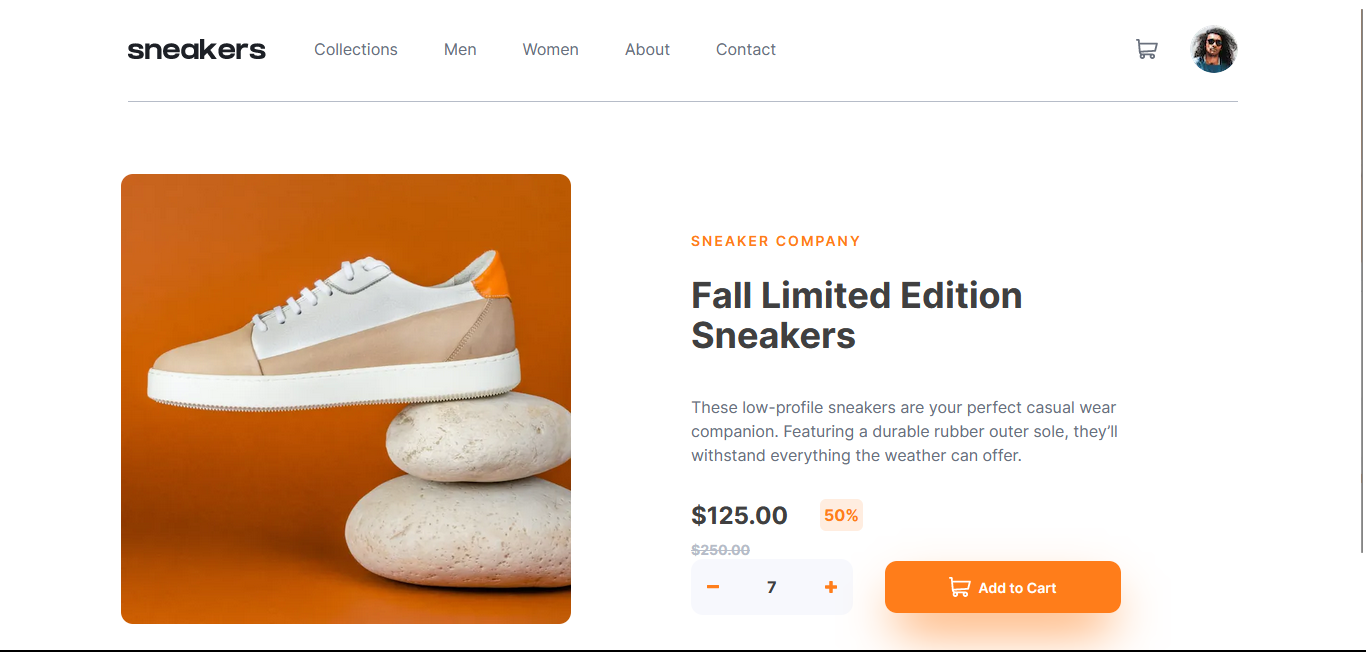 sneakers
Collections
Men
Women
About
Contact
SNEAKER COMPANY
Fall Limited Edition
Sneakers
These low-profile sneakers are your perfect casual wear
companion. Featuring a durable rubber outer sole, they’ll
withstand everything the weather can offer.
$125.00
50%
$250.00
7
Add to Cart